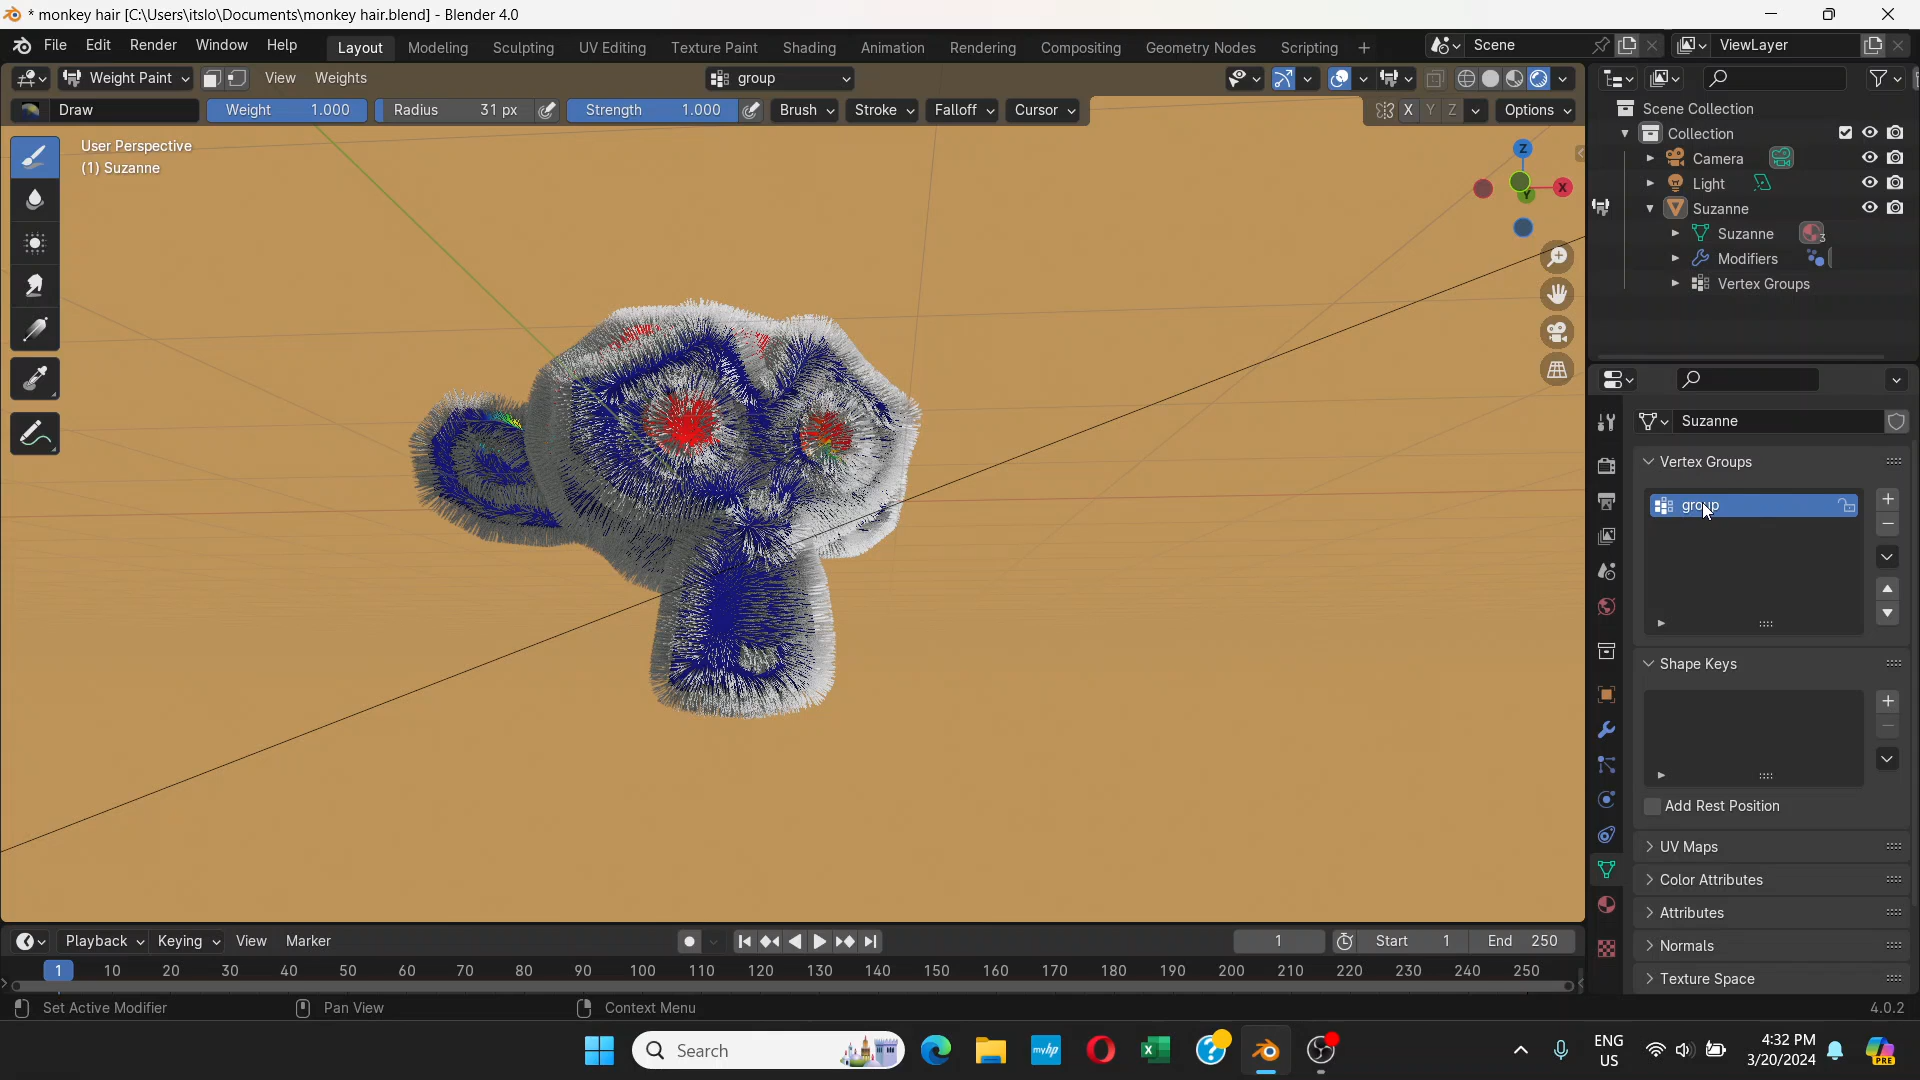 * monkey hair [C:\Users\itslo\Documents\monkey hair.blend] - Blender 4.0
File Edit Render Window Help Layout Modeling Sculpting UV Editing Texture Paint Shading Animation Rendering Compositing Geometry Nodes Scripting + Scene ViewLayer
Weight Paint View Weights group
Draw Weight 1.000 Radius 31 px Strength 1.000 Brush Stroke Falloff Cursor X Y Z Options
User Perspective
(1) Suzanne
Z
X
Y
Scene Collection
Collection
Camera
Light
Suzanne
Suzanne 3
Modifiers
Vertex Groups
Suzanne
Vertex Groups
group
Shape Keys
Add Rest Position
UV Maps
Color Attributes
Attributes
Normals
Texture Space
Playback Keying View Marker 1 Start 1 End 250
1 10 20 30 40 50 60 70 80 90 100 110 120 130 140 150 160 170 180 190 200 210 220 230 240 250
Set Active Modifier Pan View Context Menu 4.0.2
Search myhp ENG US 4:32 PM 3/20/2024 PRE